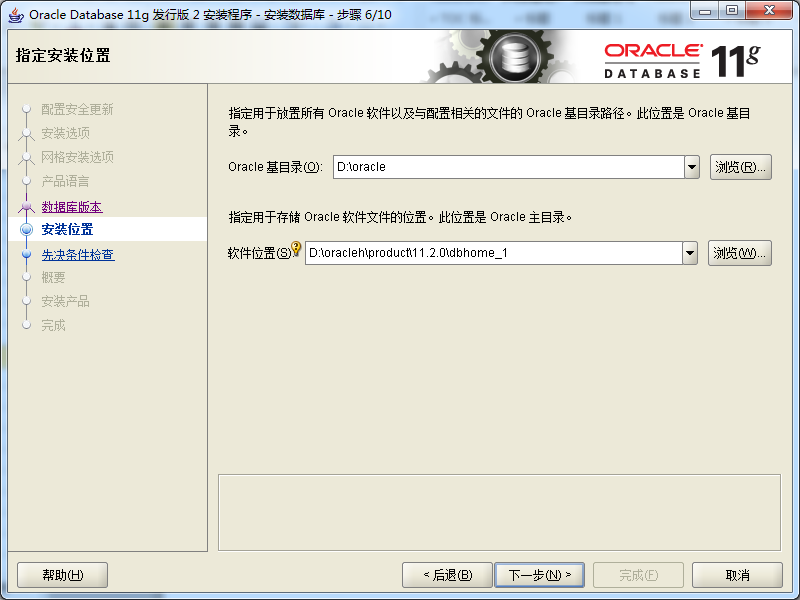 Oracle Database 11g 发行版 2 安装程序 - 安装数据库 - 步骤 6/10
指定安装位置
ORACLE
DATABASE
11g
配置安全更新
安装选项
网格安装选项
产品语言
数据库版本
安装位置
先决条件检查
概要
安装产品
完成
指定用于放置所有 Oracle 软件以及与配置相关的文件的 Oracle 基目录路径。此位置是 Oracle 基目
录。
Oracle 基目录(O): D:\oracle 浏览(R)...
指定用于存储 Oracle 软件文件的位置。此位置是 Oracle 主目录。
软件位置(S) D:\oracleh\product\11.2.0\dbhome_1 浏览(W)...
帮助(H) < 后退(B) 下一步(N) > 完成(F) 取消